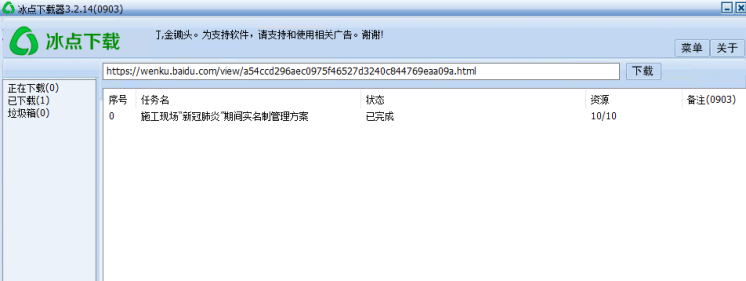 冰点下载器3.2.14(0903)
冰点下载
了,金锄头。为支持软件，请支持和使用相关广告。谢谢!
菜单 关于
https://wenku.baidu.com/view/a54ccd296aec0975f46527d3240c844769eaa09a.html 下载
正在下载(0)
已下载(1)
垃圾箱(0)
序号 任务名 状态 资源 备注(0903)
0 施工现场"新冠肺炎"期间实名制管理方案 已完成 10/10